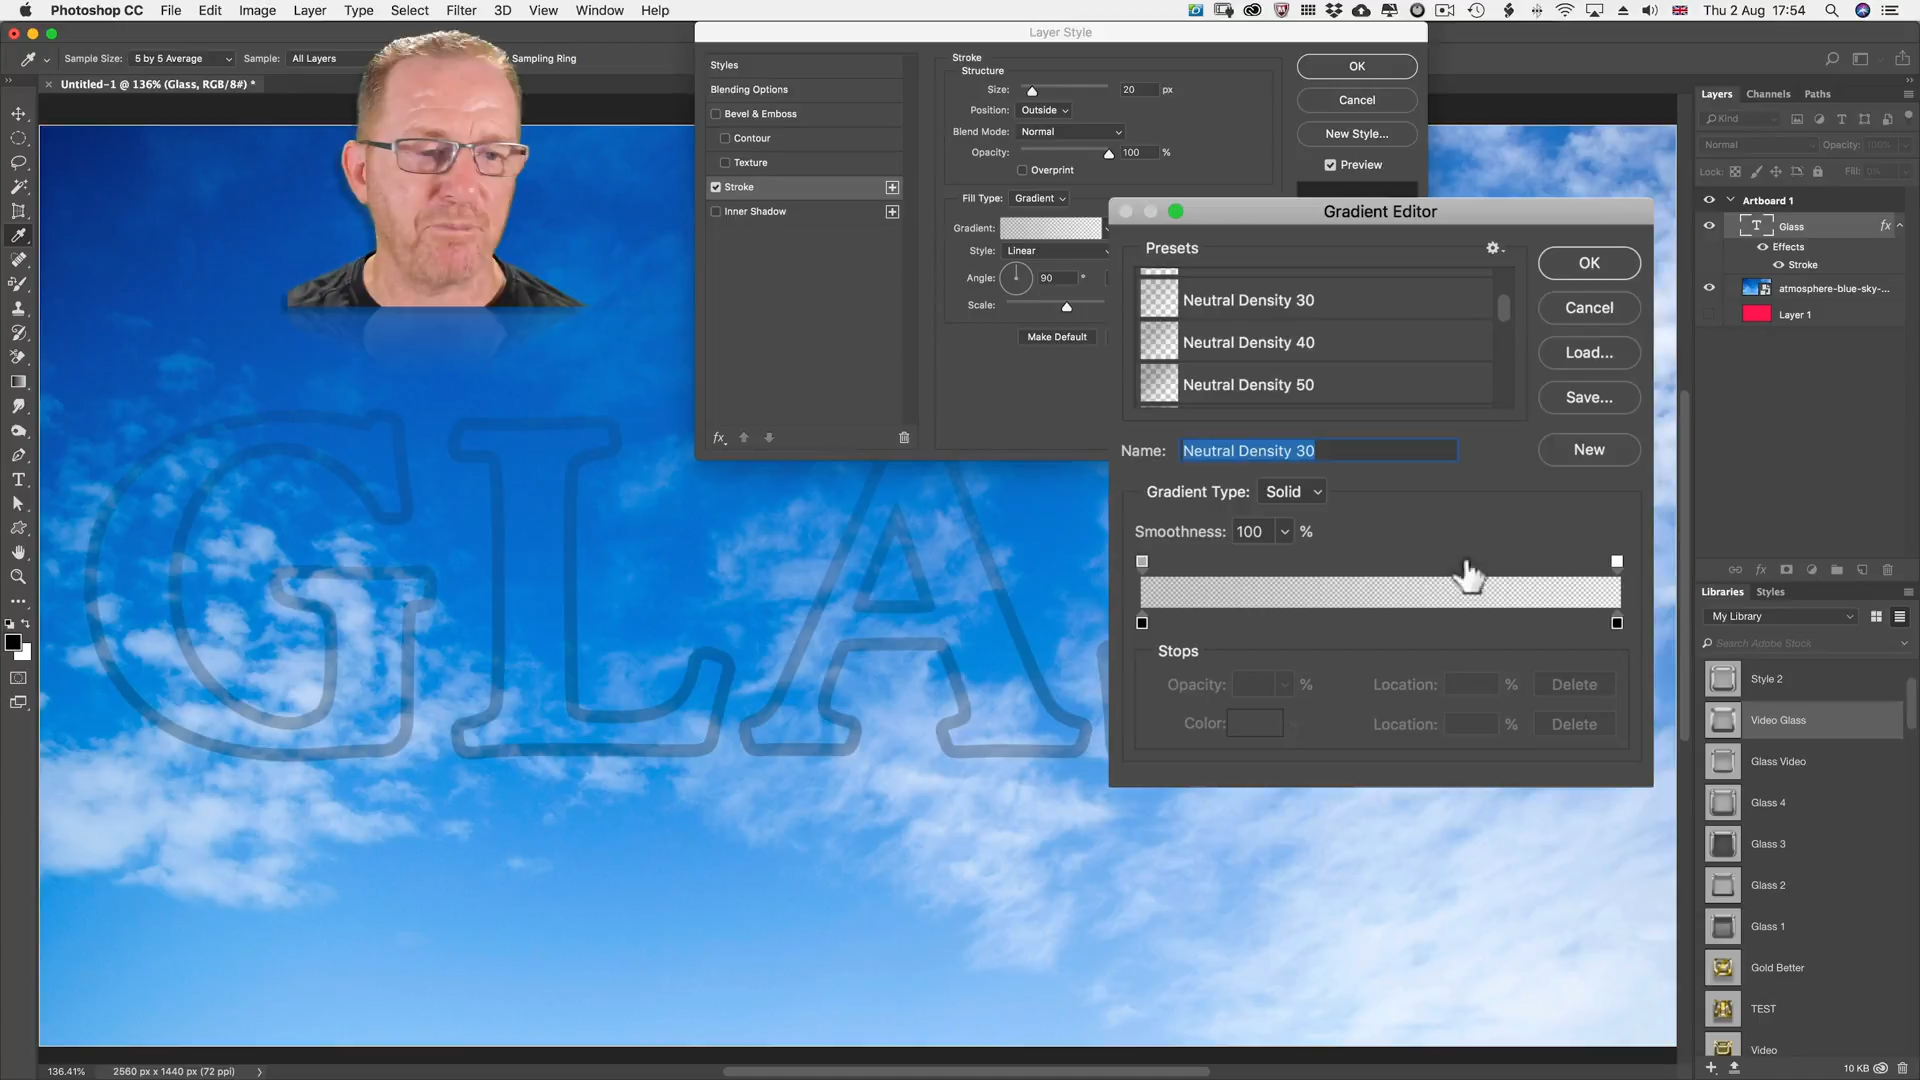 Photoshop CC File Edit Image Layer Type Select Filter 3D View Window Help Thu 2 Aug 17:54
Sample Size: 5 by 5 Average Sample: All Layers Sampling Ring
Untitled-1 @ 136% (Glass, RGB/8#) *
Layer Style
Styles
Blending Options
Bevel & Emboss
Contour
Texture
Stroke
Inner Shadow
fx
Stroke
Structure
Size: 20 px
Position: Outside
Blend Mode: Normal
Opacity: 100 %
Overprint
Fill Type: Gradient
Gradient:
Style: Linear
Angle: 90 °
Scale:
Make Default
OK
Cancel
New Style...
Preview
Gradient Editor
Presets
Neutral Density 30
Neutral Density 40
Neutral Density 50
OK
Cancel
Load...
Save...
Name: Neutral Density 30
New
Gradient Type: Solid
Smoothness: 100 %
Stops
Opacity: % Location: % Delete
Color: Location: % Delete
GLA
Layers Channels Paths
Kind
Normal Opacity: 100%
Lock: Fill: 0%
Artboard 1
T Glass fx
Effects
Stroke
atmosphere-blue-sky-...
Layer 1
fx
Libraries Styles
My Library
Search Adobe Stock
Style 2
Video Glass
Glass Video
Glass 4
Glass 3
Glass 2
Glass 1
Gold Better
TEST
Video
10 KB
136.41% 2560 px x 1440 px (72 ppi)